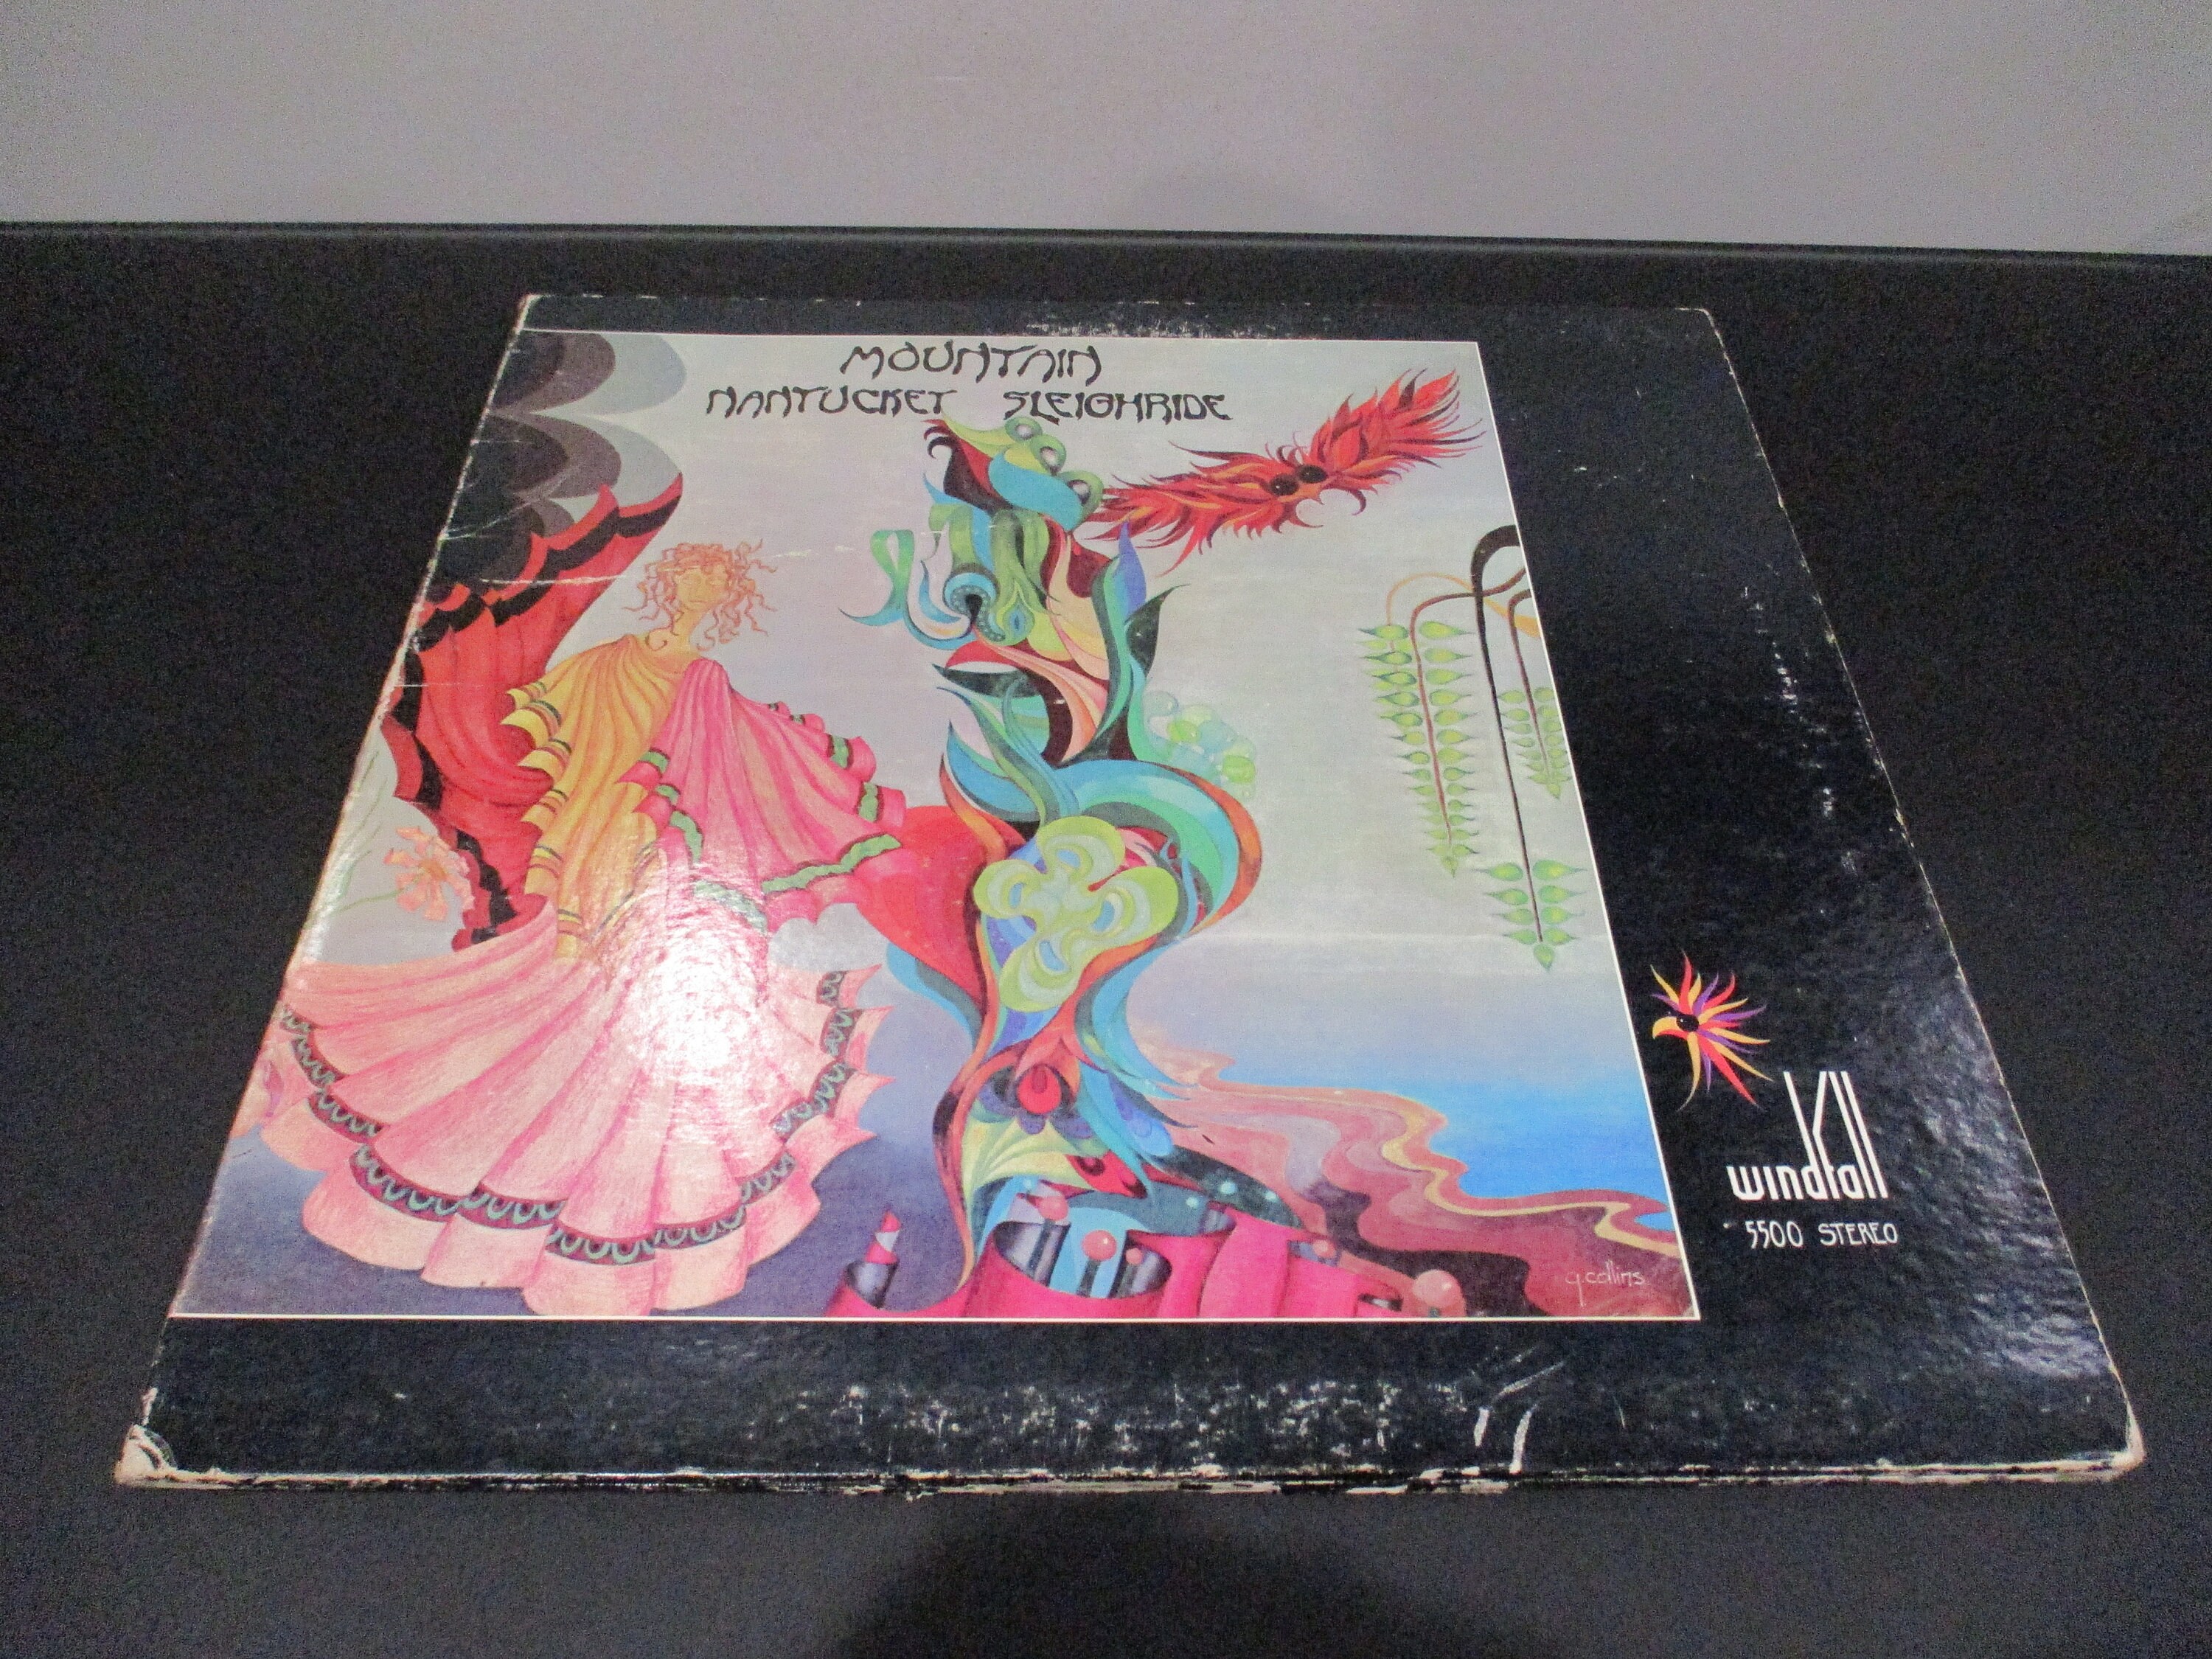 MOUNTAIN
NANTUCKET SLEIGHRIDE
windfall
5500 STEREO
g.collins